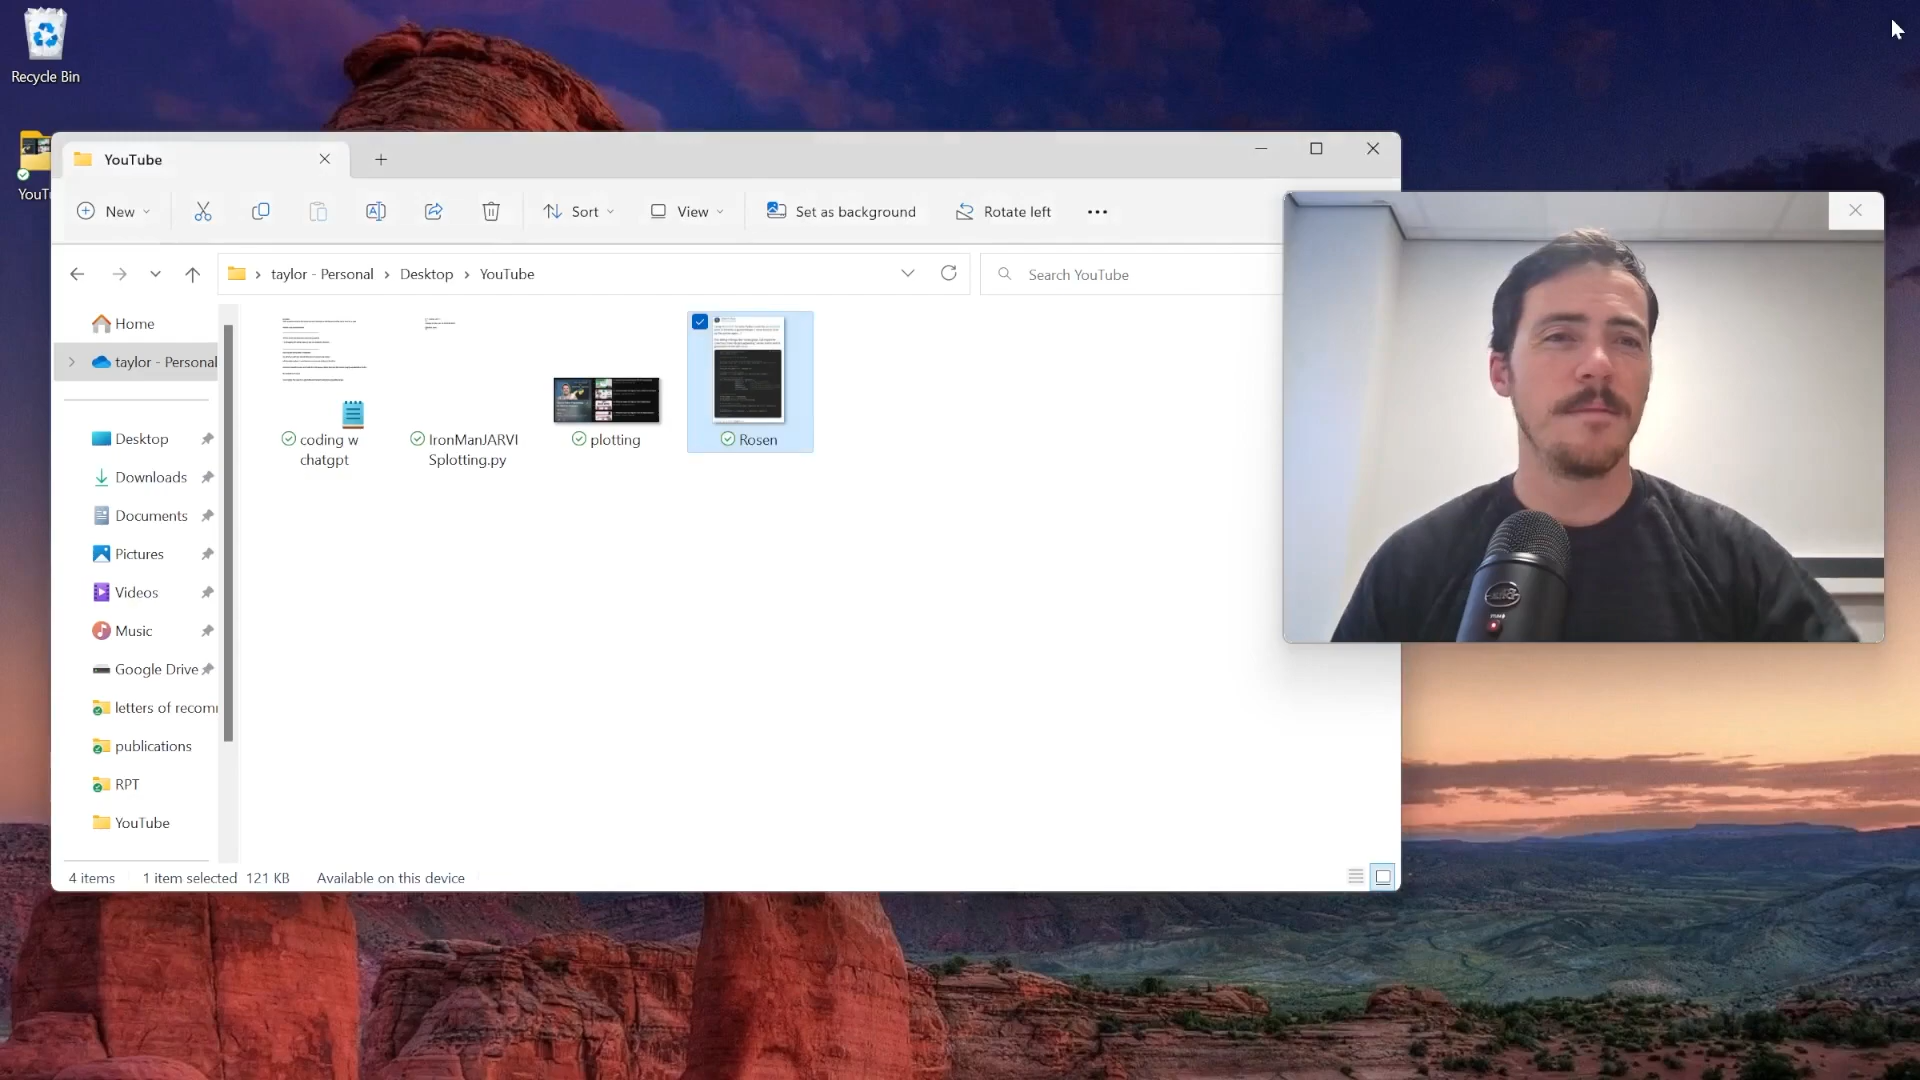 Recycle Bin
YouTu
YouTube
New
Sort
View
Set as background
Rotate left
taylor - Personal
Desktop
YouTube
Search YouTube
Home
taylor - Personal
Desktop
Downloads
Documents
Pictures
Videos
Music
Google Drive
letters of recom
publications
RPT
YouTube
coding w
chatgpt
IronManJARVI
Splotting.py
plotting
Rosen
4 items
1 item selected
121 KB
Available on this device